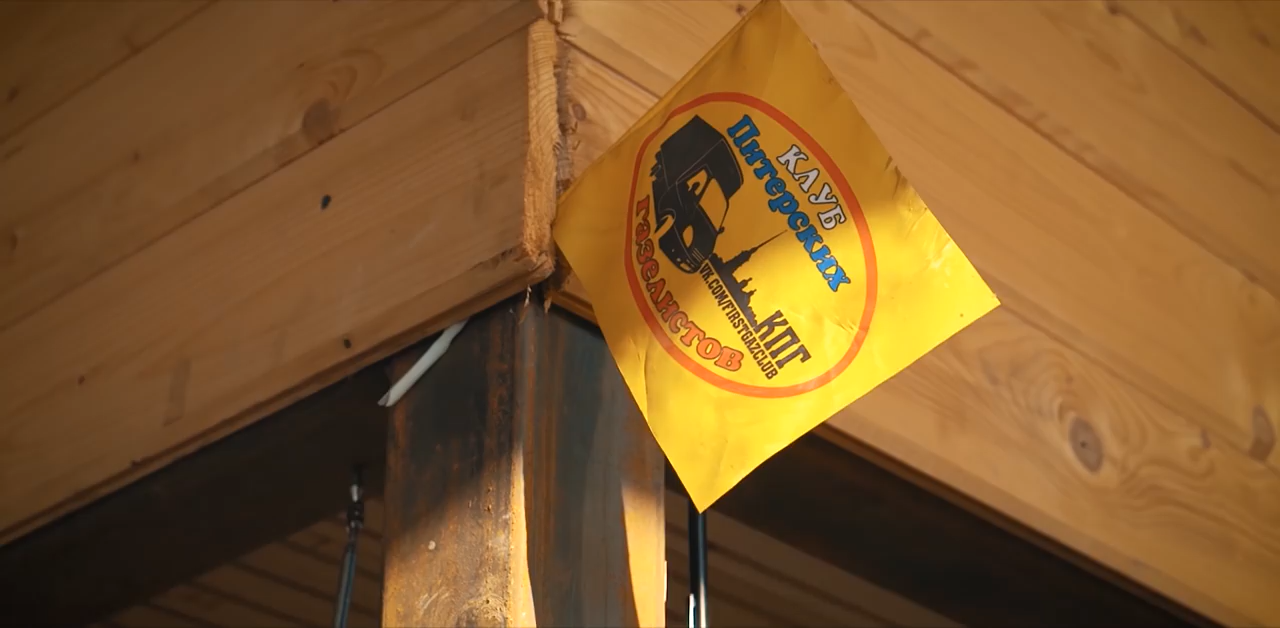 КЛУБ
Питерских
газелистов
VK.COM/FIRSTGAZCLUB
КПГ